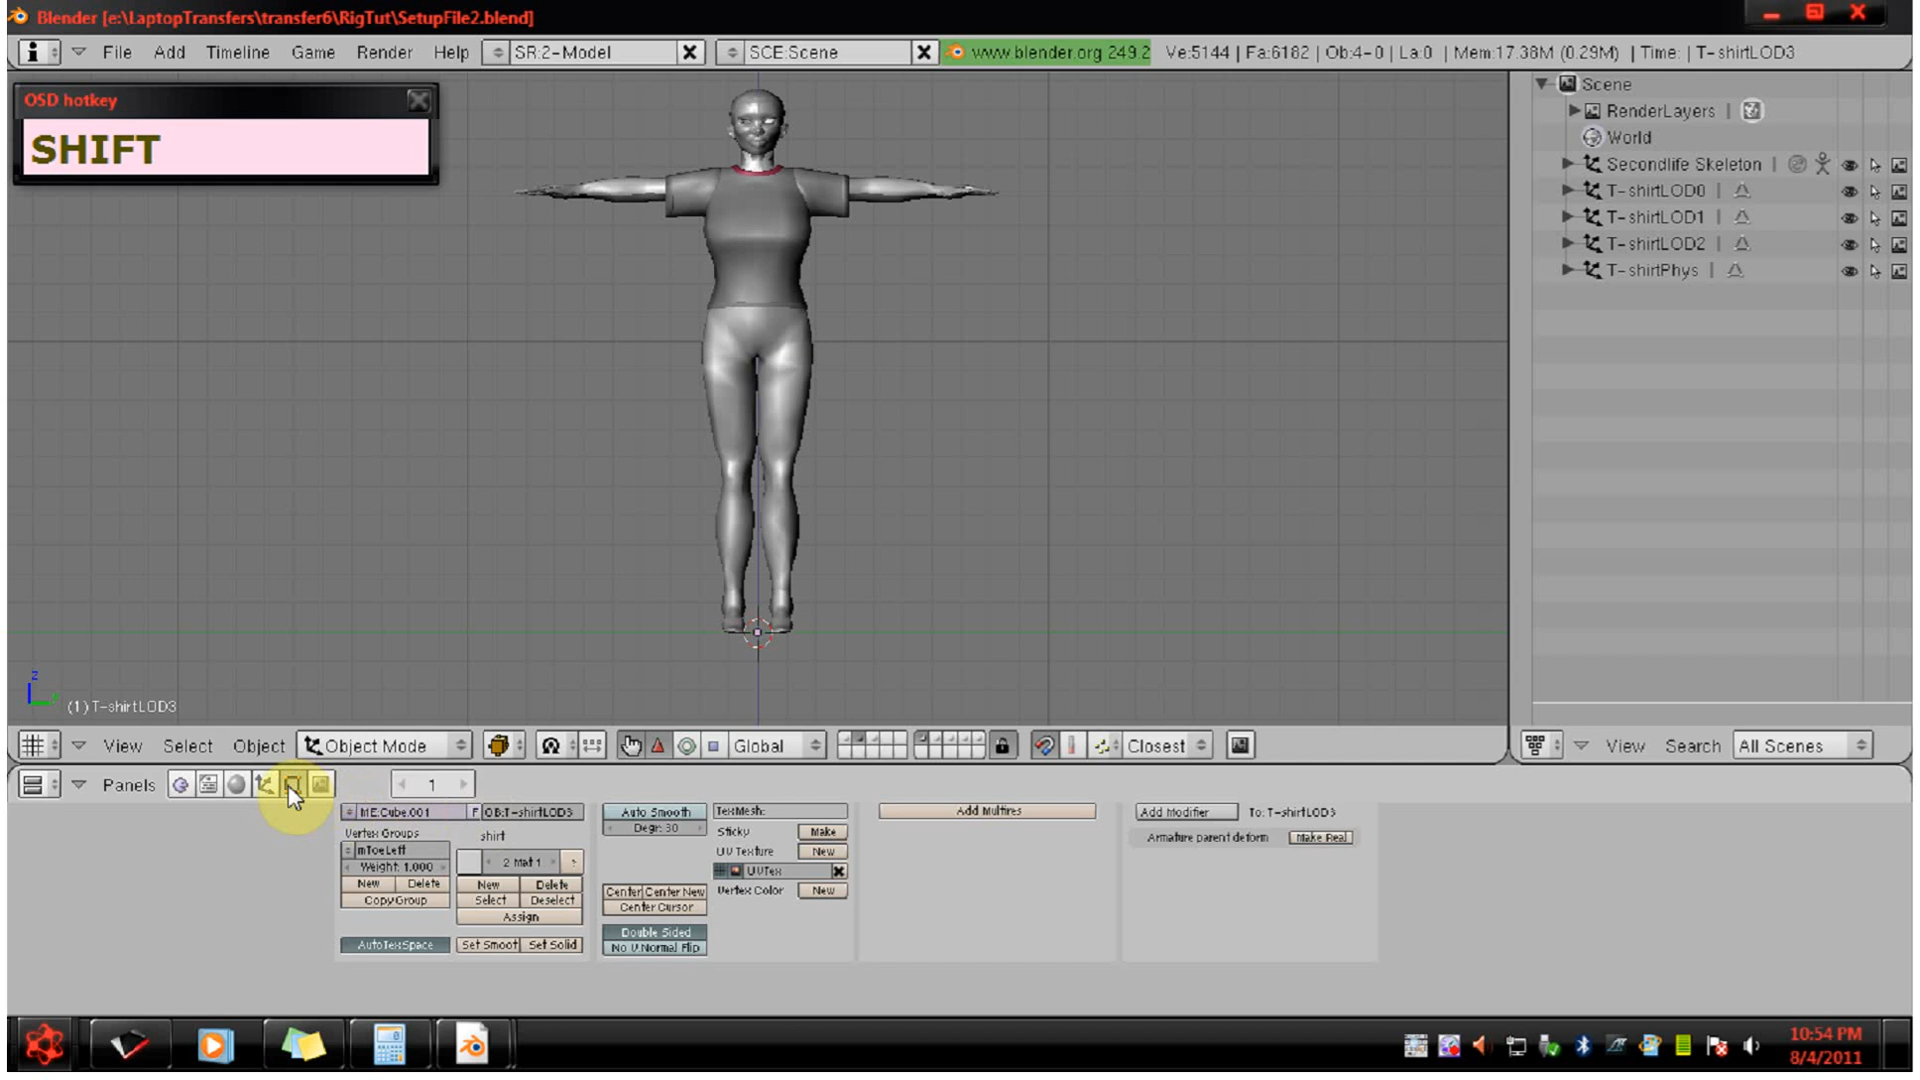 Blender [e:\LaptopTransfers\transfer6\RigTut\SetupFile2.blend]
File Add Timeline Game Render Help SR:2-Model SCE:Scene www.blender.org 249.2 Ve:5144 | Fa:6182 | Ob:4-0 | La:0 | Mem:17.38M (0.29M) | Time: | T-shirtLOD3
OSD hotkey
SHIFT
Scene
RenderLayers |
World
Secondlife Skeleton |
T-shirtLOD0 |
T-shirtLOD1 |
T-shirtLOD2 |
T-shirtPhys |
z
(1) T-shirtLOD3
View Select Object Object Mode Global Closest
View Search All Scenes
Panels 1
ME:Cube.001 F OB:T-shirtLOD3
Vertex Groups shirt
mToeLeft
Weight: 1.000
2 Mat 1 ?
New Delete New Delete
Copy Group Select Deselect
Assign
AutoTexSpace Set Smoot Set Solid
Auto Smooth
Degr: 30
TexMesh:
Sticky Make
UV Texture New
UVTex
Vertex Color New
Center Center New
Center Cursor
Double Sided
No V.Normal Flip
Add Multires
Add Modifier To: T-shirtLOD3
Armature parent deform Make Real
10:54 PM
8/4/2011